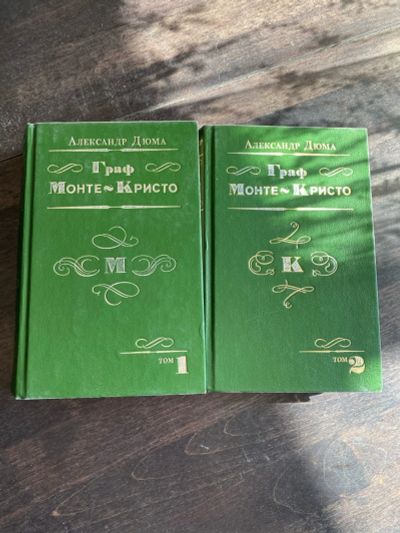 Александр Дюма
Граф
Монте~Кристо
М
том 1
Александр Дюма
Граф
Монте~Кристо
К
том 2